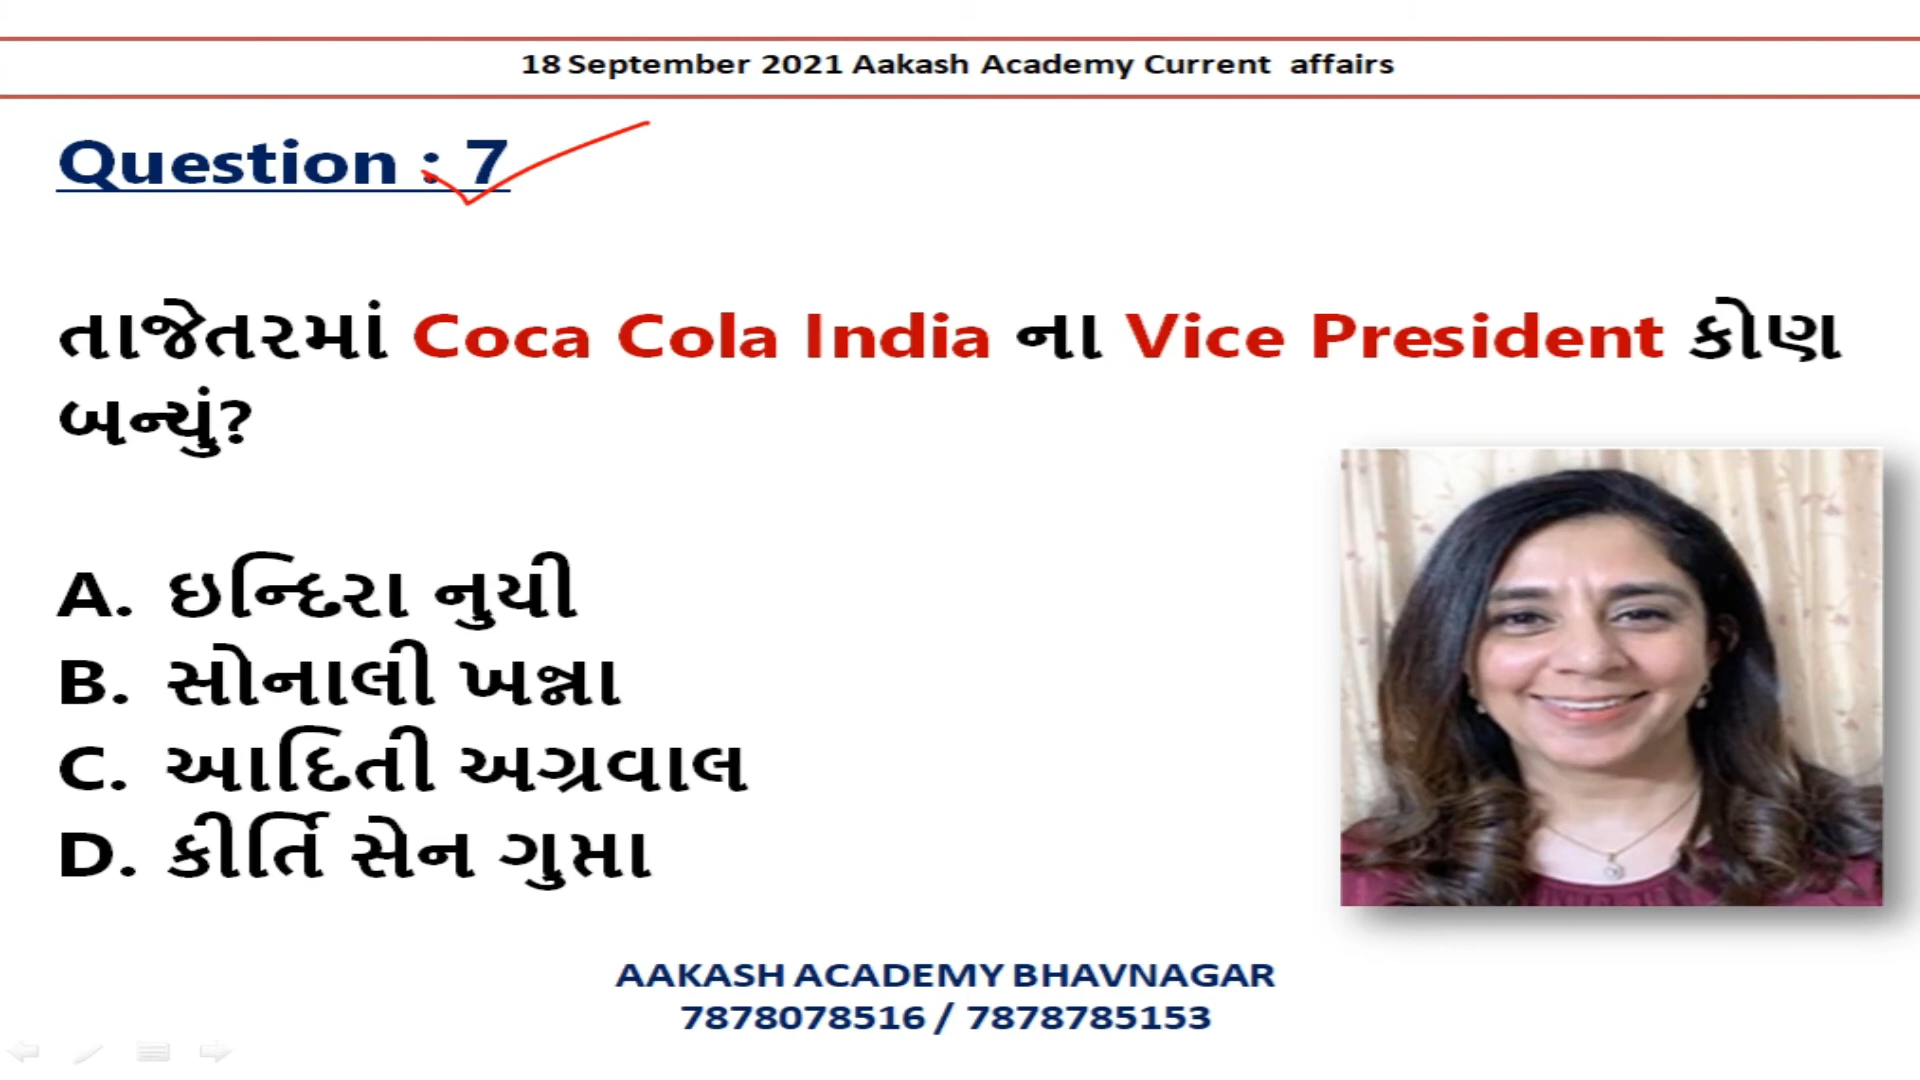 18 September 2021 Aakash Academy Current affairs
Question : 7
તાજેતરમાં Coca Cola India ના Vice President કોણ
બન્યું?
A. ઇન્દિરા નુયી
B. સોનાલી ખન્ના
C. આદિતી અગ્રવાલ
D. કીર્તિ સેન ગુપ્તા
AAKASH ACADEMY BHAVNAGAR
7878078516 / 7878785153